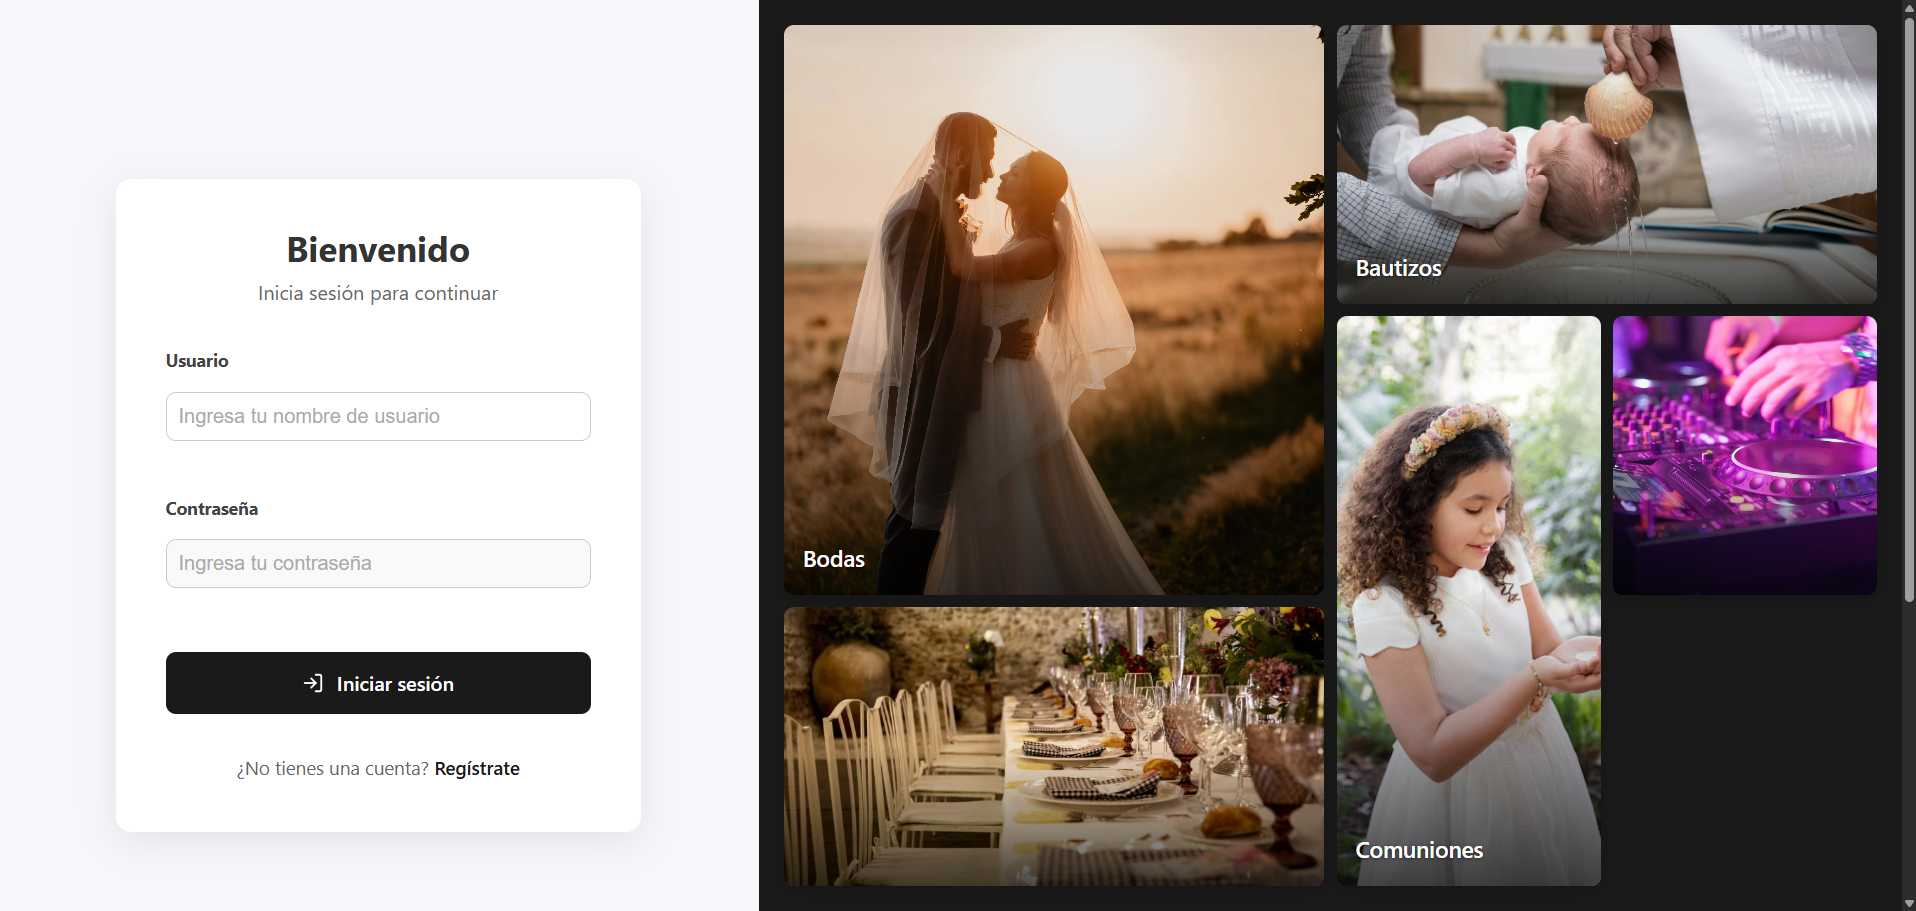 Bienvenido
Inicia sesión para continuar
Usuario
Ingresa tu nombre de usuario
Contraseña
Ingresa tu contraseña
Iniciar sesión
¿No tienes una cuenta? Regístrate
Bodas
Bautizos
Comuniones